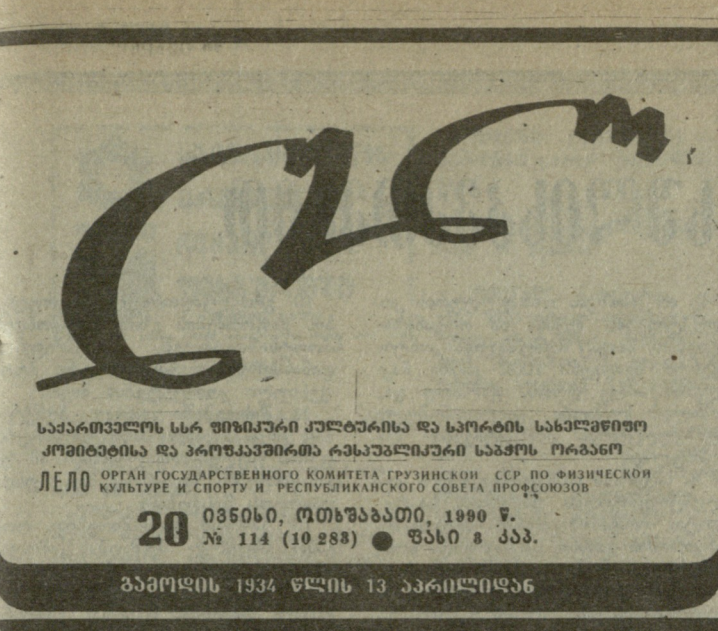 ლელო
საქართველოს სსრ ფიზიკური კულტურისა და სპორტის სახელმწიფო
კომიტეტისა და პროფკავშირთა რესპუბლიკური საბჭოს ორგანო
ЛЕЛО ОРГАН ГОСУДАРСТВЕННОГО КОМИТЕТА ГРУЗИНСКОЙ ССР ПО ФИЗИЧЕСКОЙ
КУЛЬТУРЕ И СПОРТУ И РЕСПУБЛИКАНСКОГО СОВЕТА ПРОФСОЮЗОВ
20 ივნისი, ოთხშაბათი, 1990 წ.
№ 114 (10 283) ● ფასი 3 კაპ.
გამოდის 1934 წლის 13 აპრილიდან